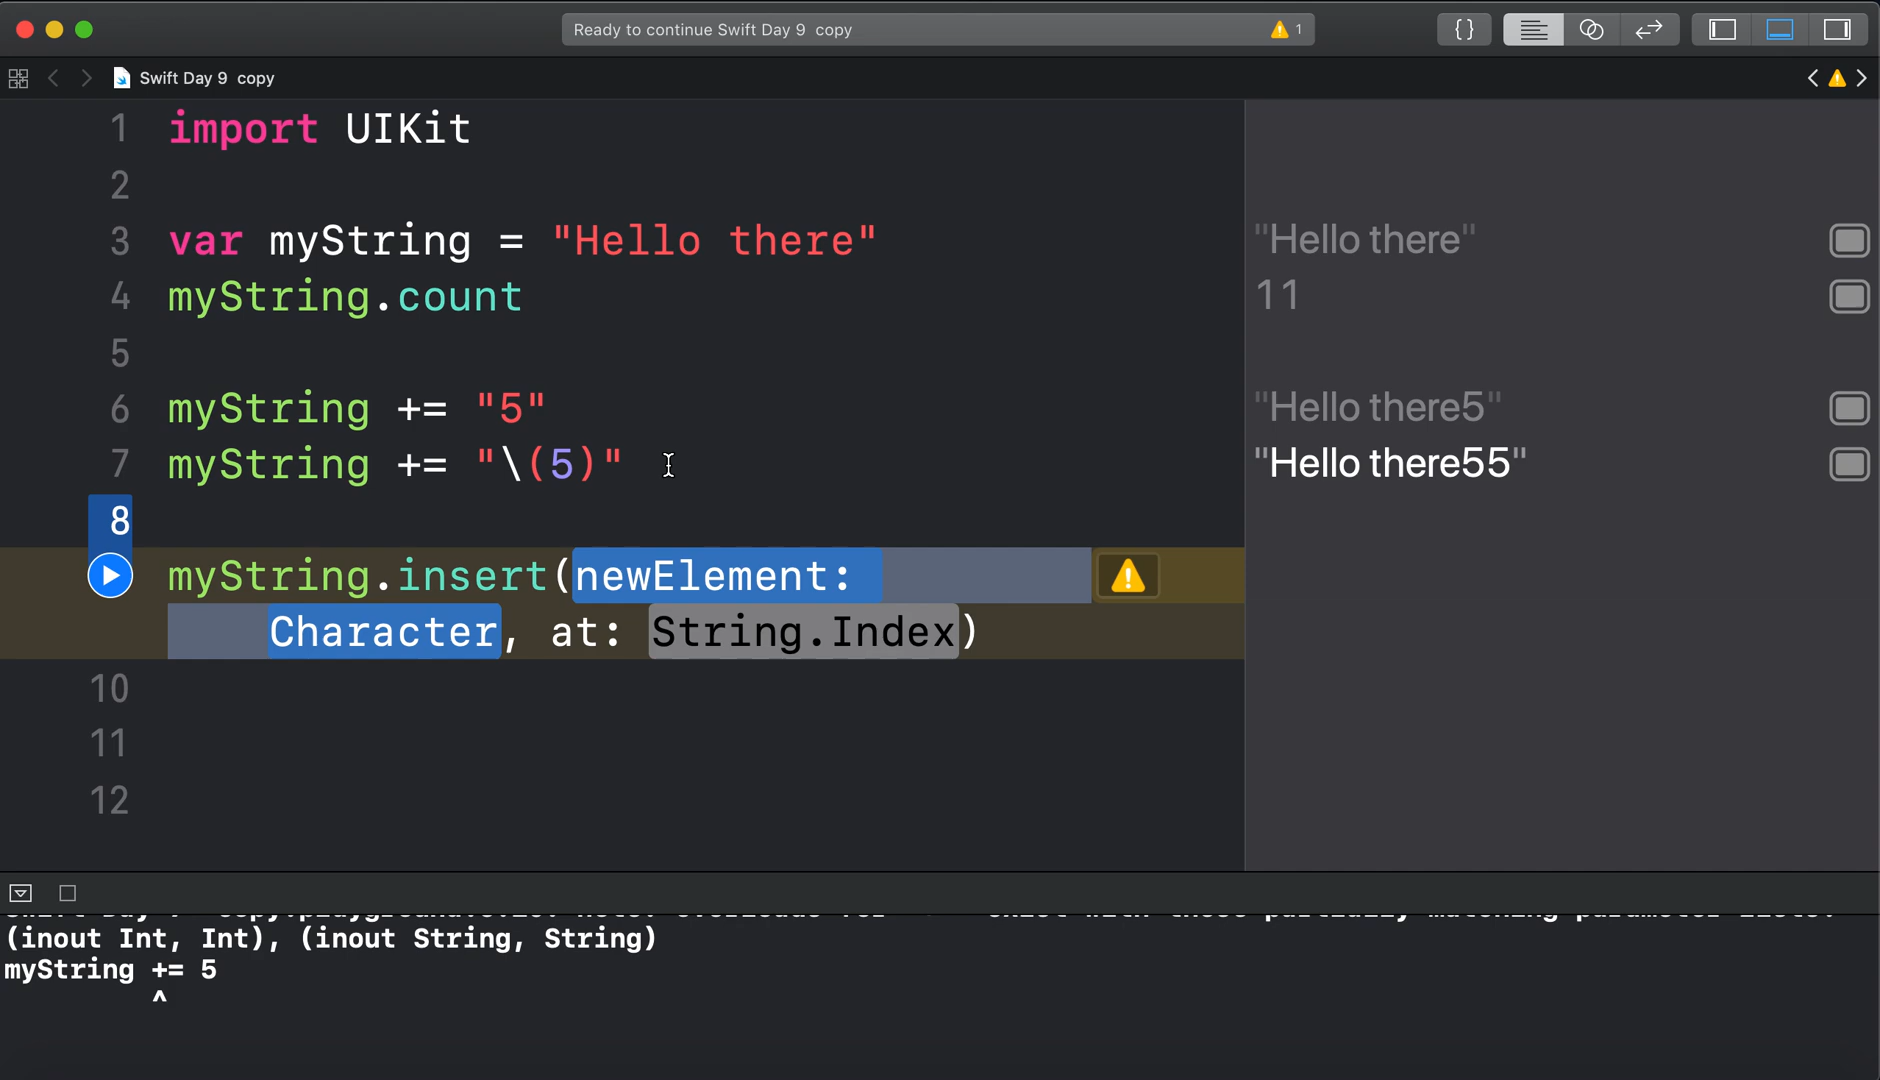 Ready to continue Swift Day 9 copy
1
{}
Swift Day 9 copy
1 import UIKit
2
3 var myString = "Hello there"
"Hello there"
4 myString.count
11
5
6 myString += "5"
"Hello there5"
7 myString += "\(5)"
"Hello there55"
8
myString.insert(newElement:
Character, at: String.Index)
10
11
12
(inout Int, Int), (inout String, String)
myString += 5
^